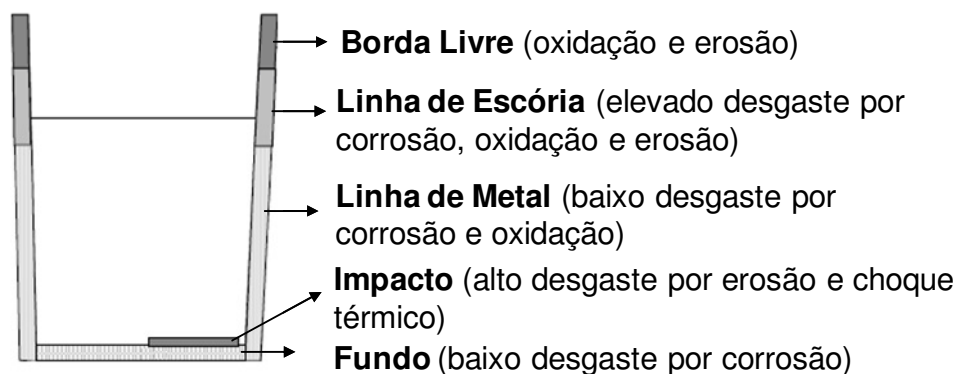 Borda Livre (oxidação e erosão)
Linha de Escória (elevado desgaste por
corrosão, oxidação e erosão)
Linha de Metal (baixo desgaste por
corrosão e oxidação)
Impacto (alto desgaste por erosão e choque
térmico)
Fundo (baixo desgaste por corrosão)